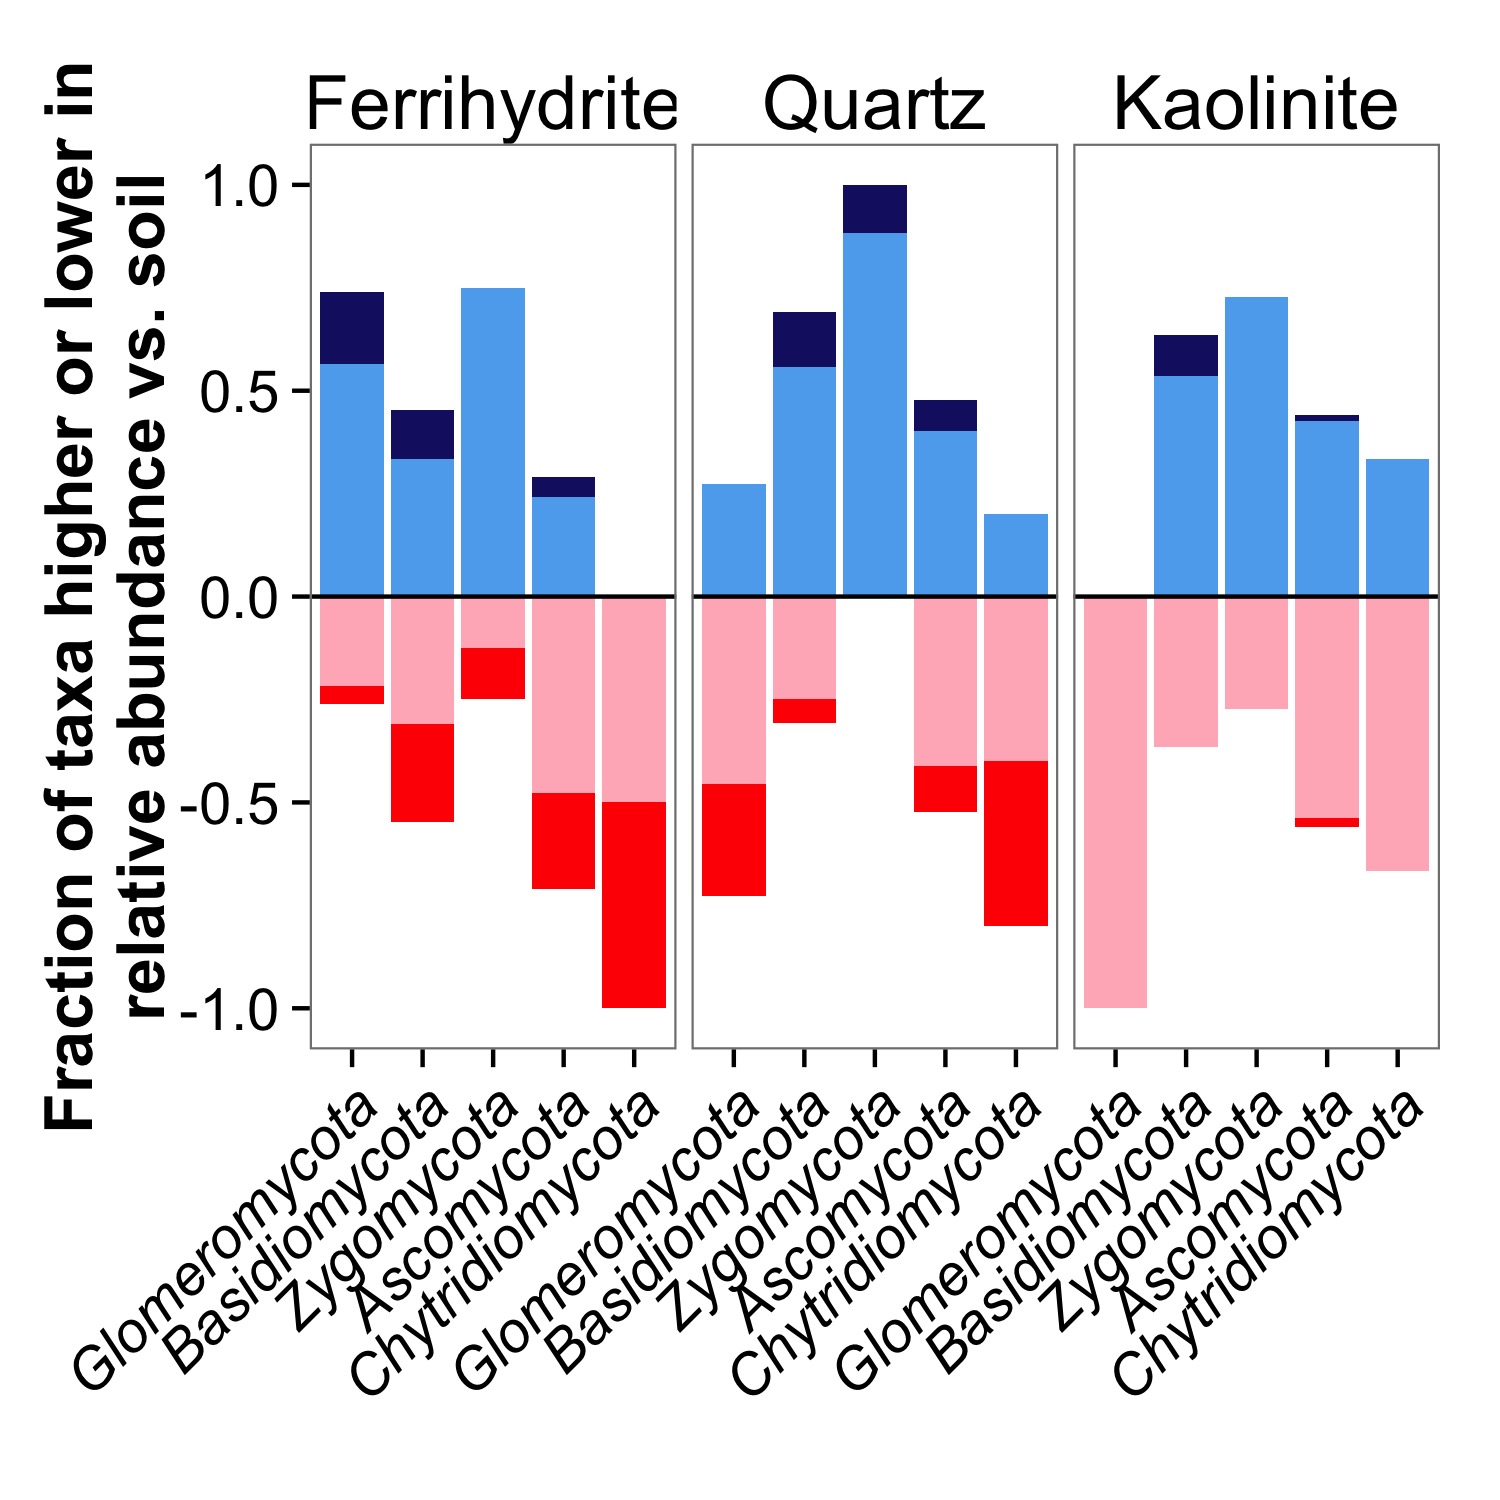 Fraction of taxa higher or lower in
relative abundance vs. soil
Ferrihydrite
Quartz
Kaolinite
1.0
0.5
0.0
-0.5
-1.0
Glomeromycota
Basidiomycota
Zygomycota
Ascomycota
Chytridiomycota
Glomeromycota
Basidiomycota
Zygomycota
Ascomycota
Chytridiomycota
Glomeromycota
Basidiomycota
Zygomycota
Ascomycota
Chytridiomycota